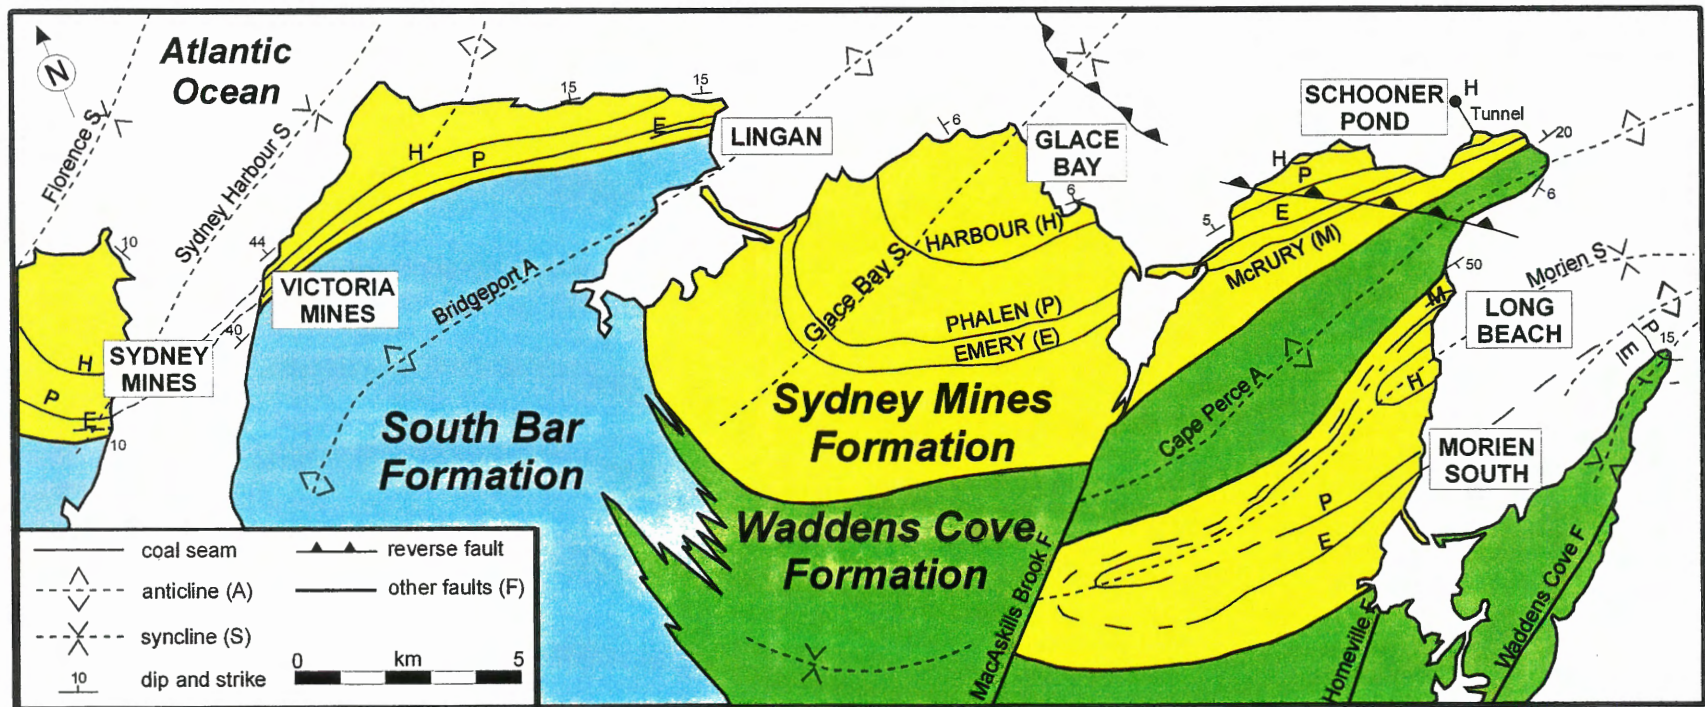 Atlantic
Ocean
N
Florence S
Sydney Harbour S
15
15
H
P
E
LINGAN
10
44
40
VICTORIA
MINES
H
P
E
10
SYDNEY
MINES
Bridgeport A
South Bar
Formation
6
GLACE
BAY
6
HARBOUR (H)
Glace Bay S
PHALEN (P)
EMERY (E)
Sydney Mines
Formation
Waddens Cove
Formation
SCHOONER
POND
H
Tunnel
20
6
H
P
E
5
McRURY (M)
Cape Perce A
50
M
LONG
BEACH
H
Morien S
P
E
15
MORIEN
SOUTH
P
E
MacAskills Brook F
Homeville F
Waddens Cove F
coal seam
reverse fault
anticline (A)
other faults (F)
syncline (S)
0 km 5
10
dip and strike